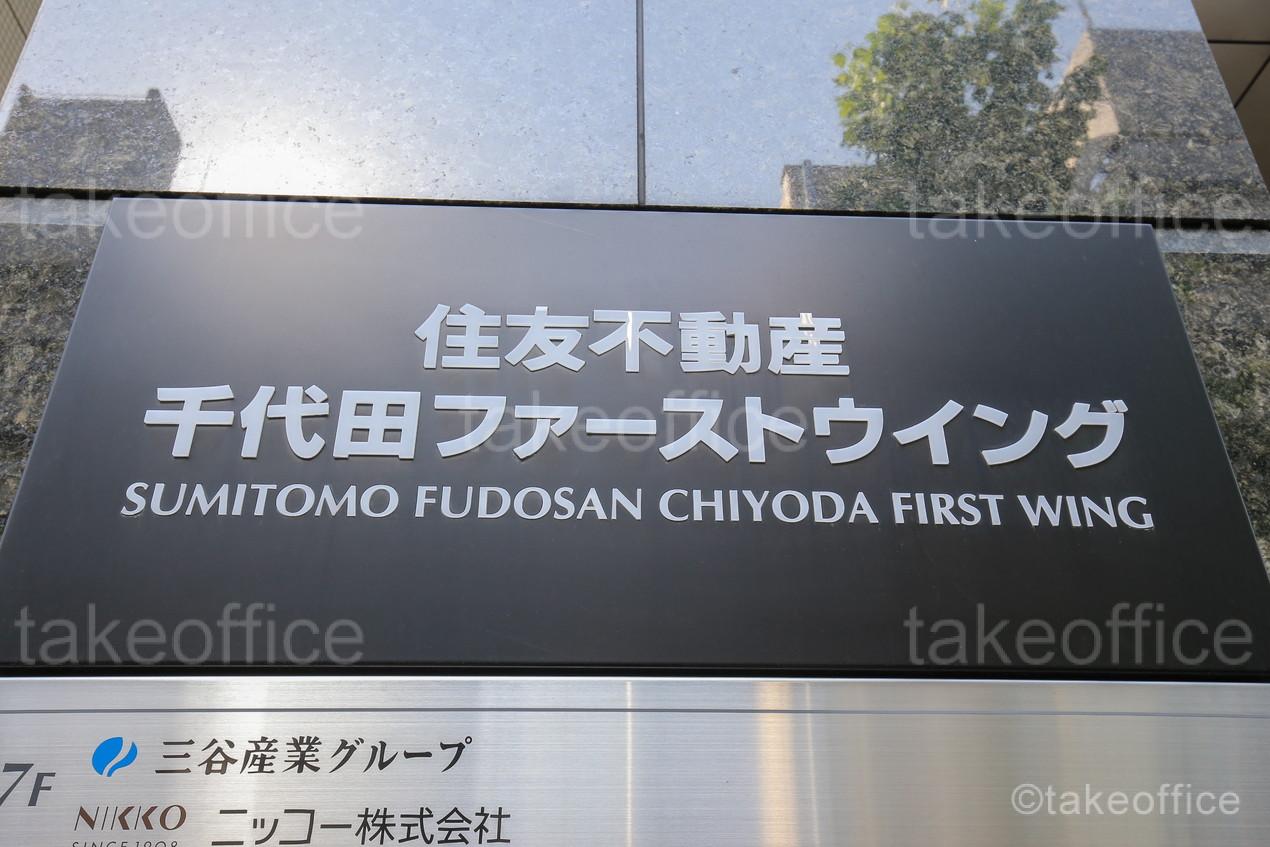 takeoffice takeoffice
住友不動産
千代田ファーストウイング
takeoffice
SUMITOMO FUDOSAN CHIYODA FIRST WING
takeoffice takeoffice
7F 三谷産業グループ
NIKKO ニッコー株式会社
SINCE 1908
©takeoffice